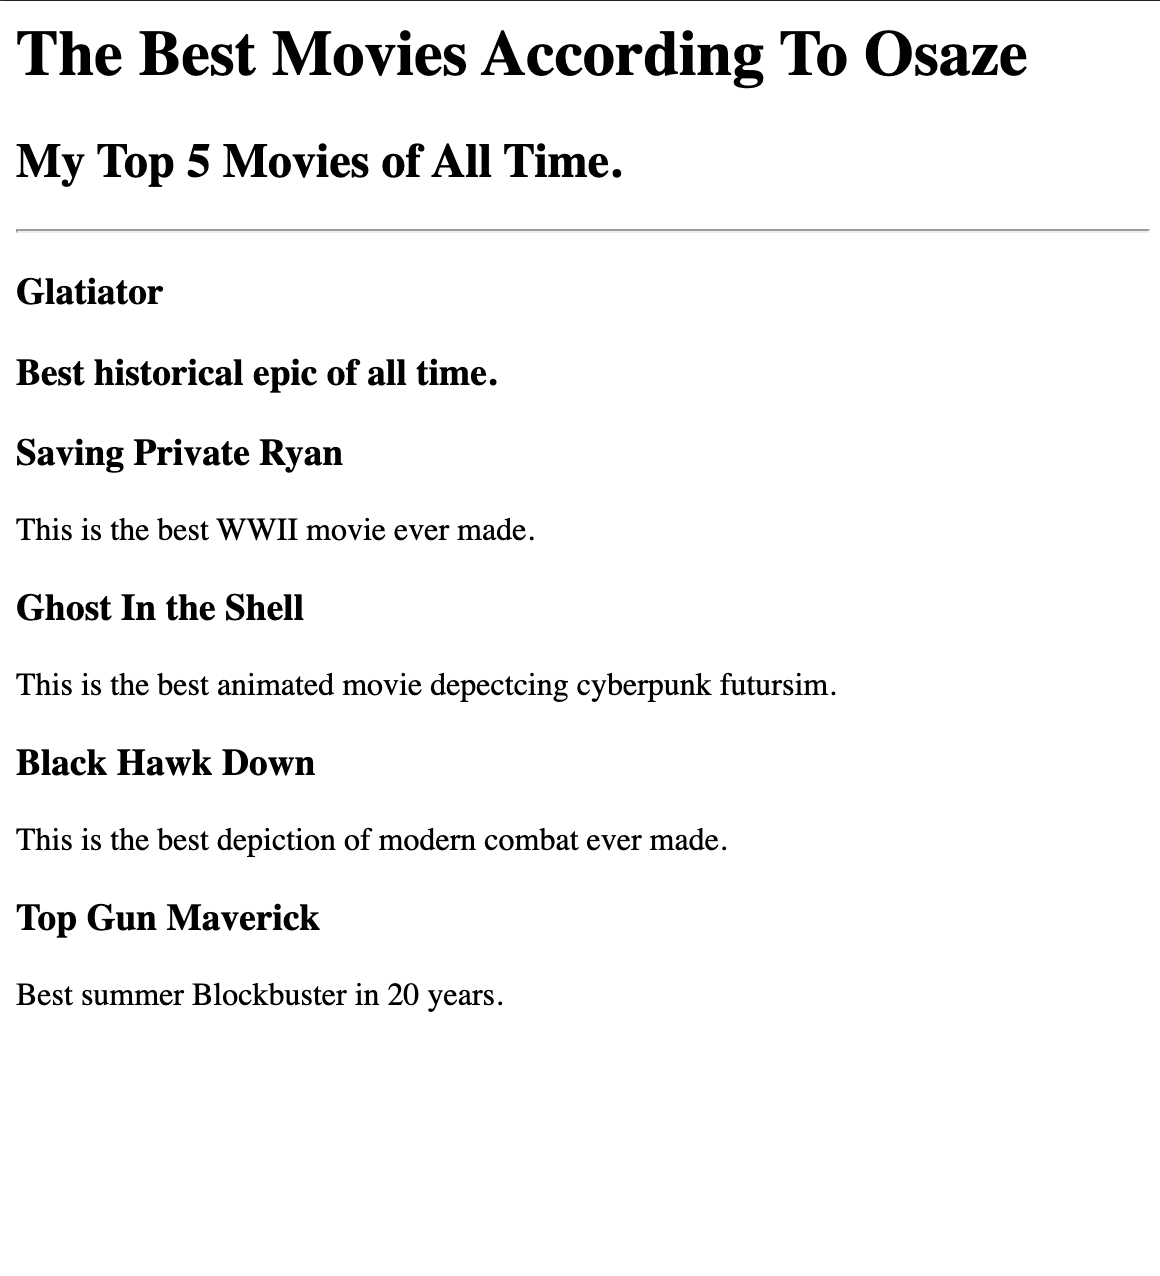 The Best Movies According To Osaze
My Top 5 Movies of All Time.
Glatiator
Best historical epic of all time.
Saving Private Ryan
This is the best WWII movie ever made.
Ghost In the Shell
This is the best animated movie depectcing cyberpunk futursim.
Black Hawk Down
This is the best depiction of modern combat ever made.
Top Gun Maverick
Best summer Blockbuster in 20 years.